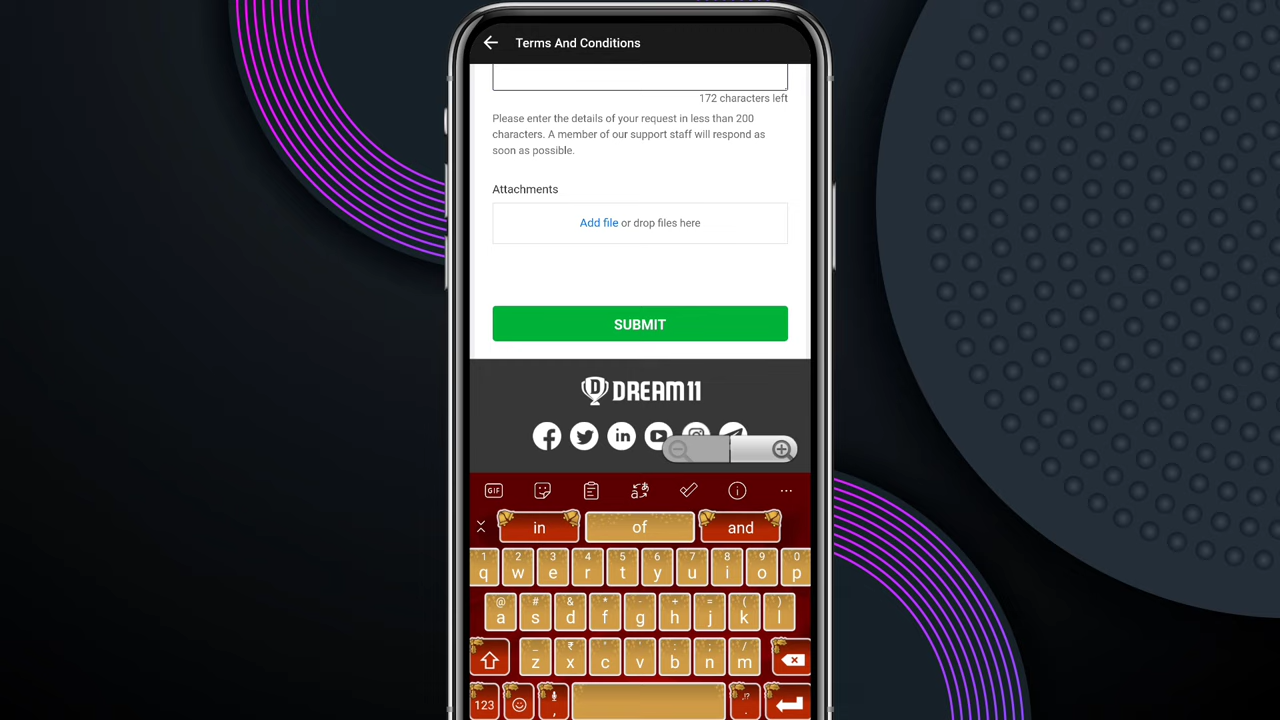 Terms And Conditions
172 characters left
Please enter the details of your request in less than 200
characters. A member of our support staff will respond as
soon as possible.
Attachments
Add file or drop files here
SUBMIT
D DREAM11
GIF
in of and
1 2 3 4 5 6 7 8 9 0
q w e r t y u i o p
@ # & * - + = ( )
a s d f g h j k l
_ ₹ " ' : ; /
z x c v b n m
123 , !? .